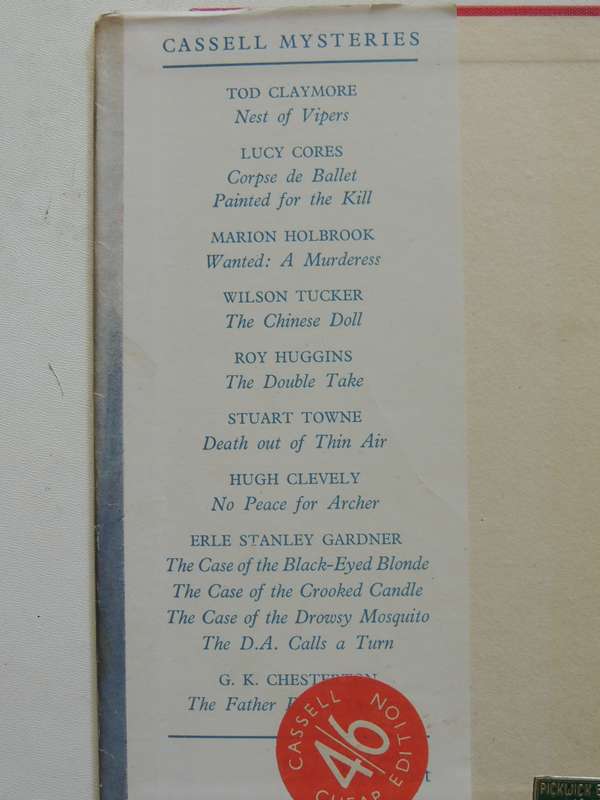 CASSELL MYSTERIES
TOD CLAYMORE
Nest of Vipers
LUCY CORES
Corpse de Ballet
Painted for the Kill
MARION HOLBROOK
Wanted: A Murderess
WILSON TUCKER
The Chinese Doll
ROY HUGGINS
The Double Take
STUART TOWNE
Death out of Thin Air
HUGH CLEVELY
No Peace for Archer
ERLE STANLEY GARDNER
The Case of the Black-Eyed Blonde
The Case of the Crooked Candle
The Case of the Drowsy Mosquito
The D.A. Calls a Turn
G. K. CHESTERTON
The Father
CASSELL
4/6
CHEAP EDITION
PICKWICK